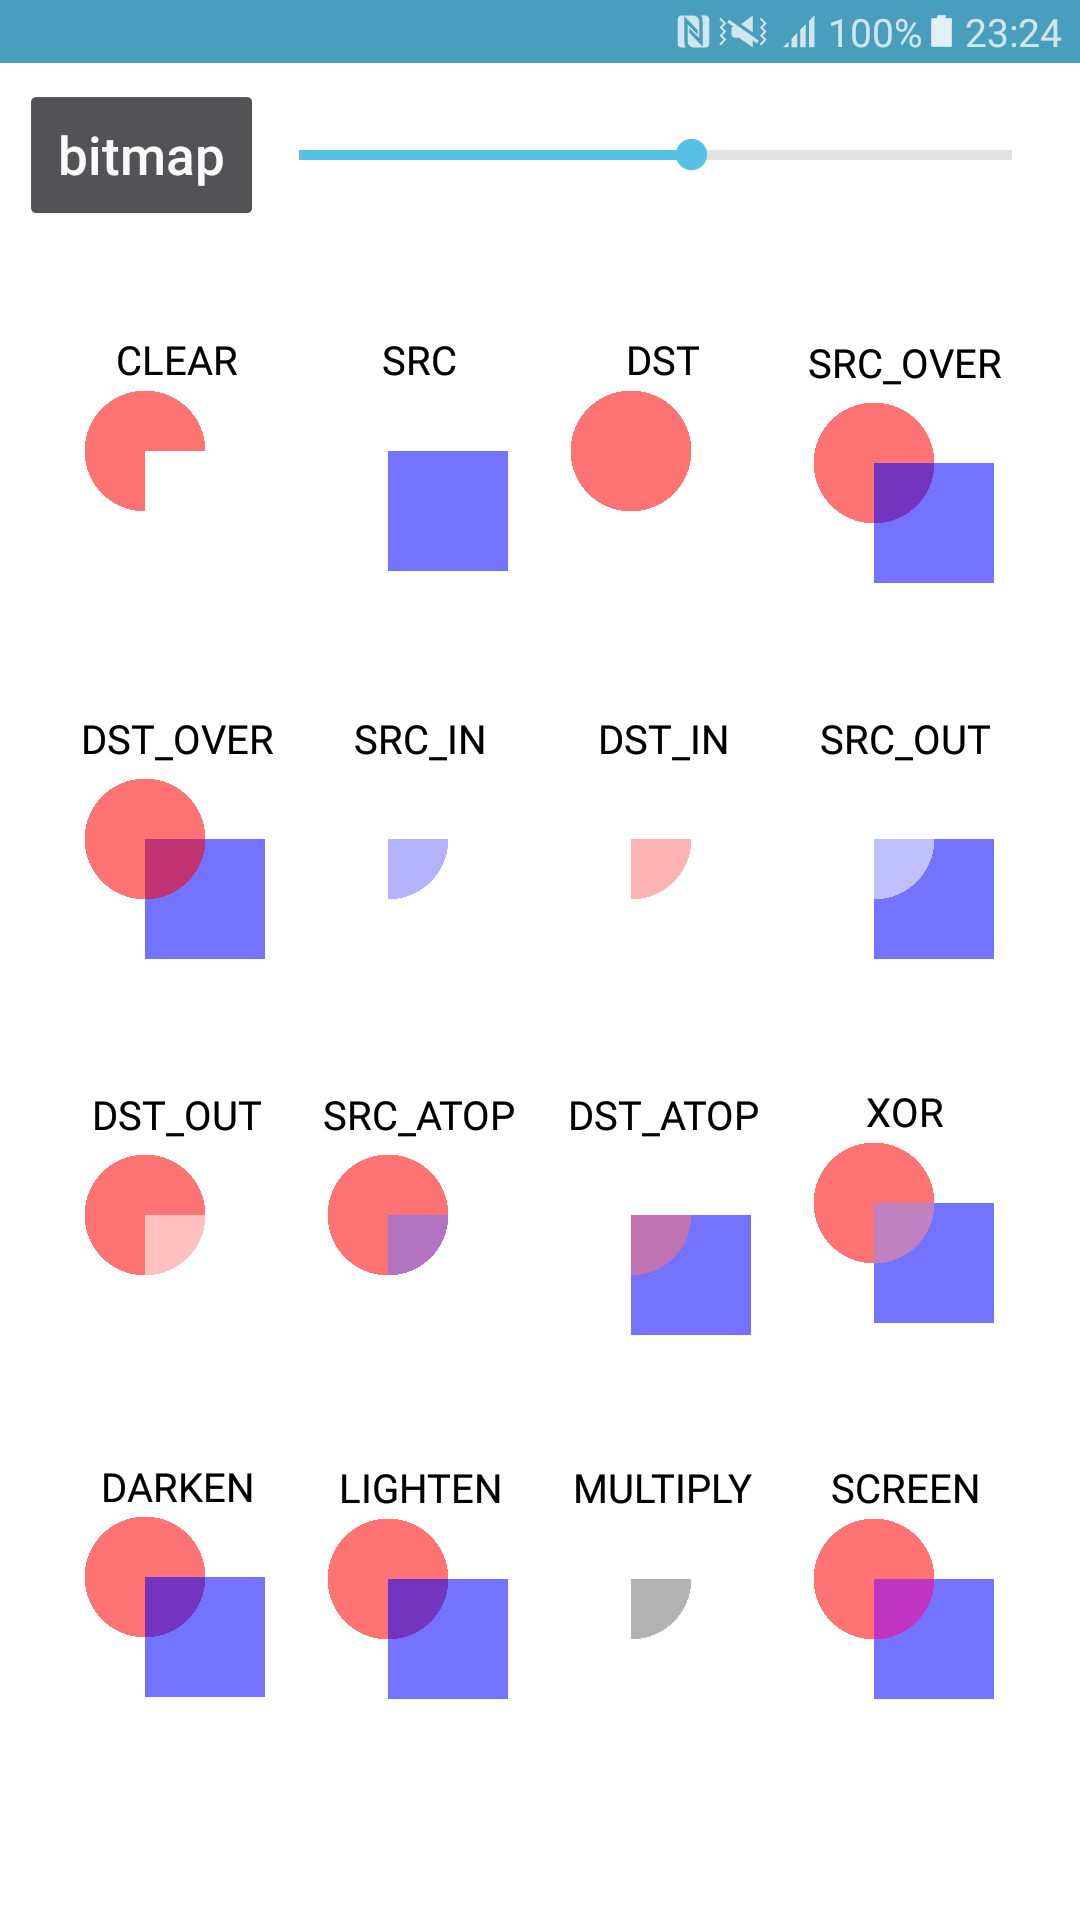 100% 23:24
bitmap
CLEAR SRC DST SRC_OVER
DST_OVER SRC_IN DST_IN SRC_OUT
DST_OUT SRC_ATOP DST_ATOP XOR
DARKEN LIGHTEN MULTIPLY SCREEN